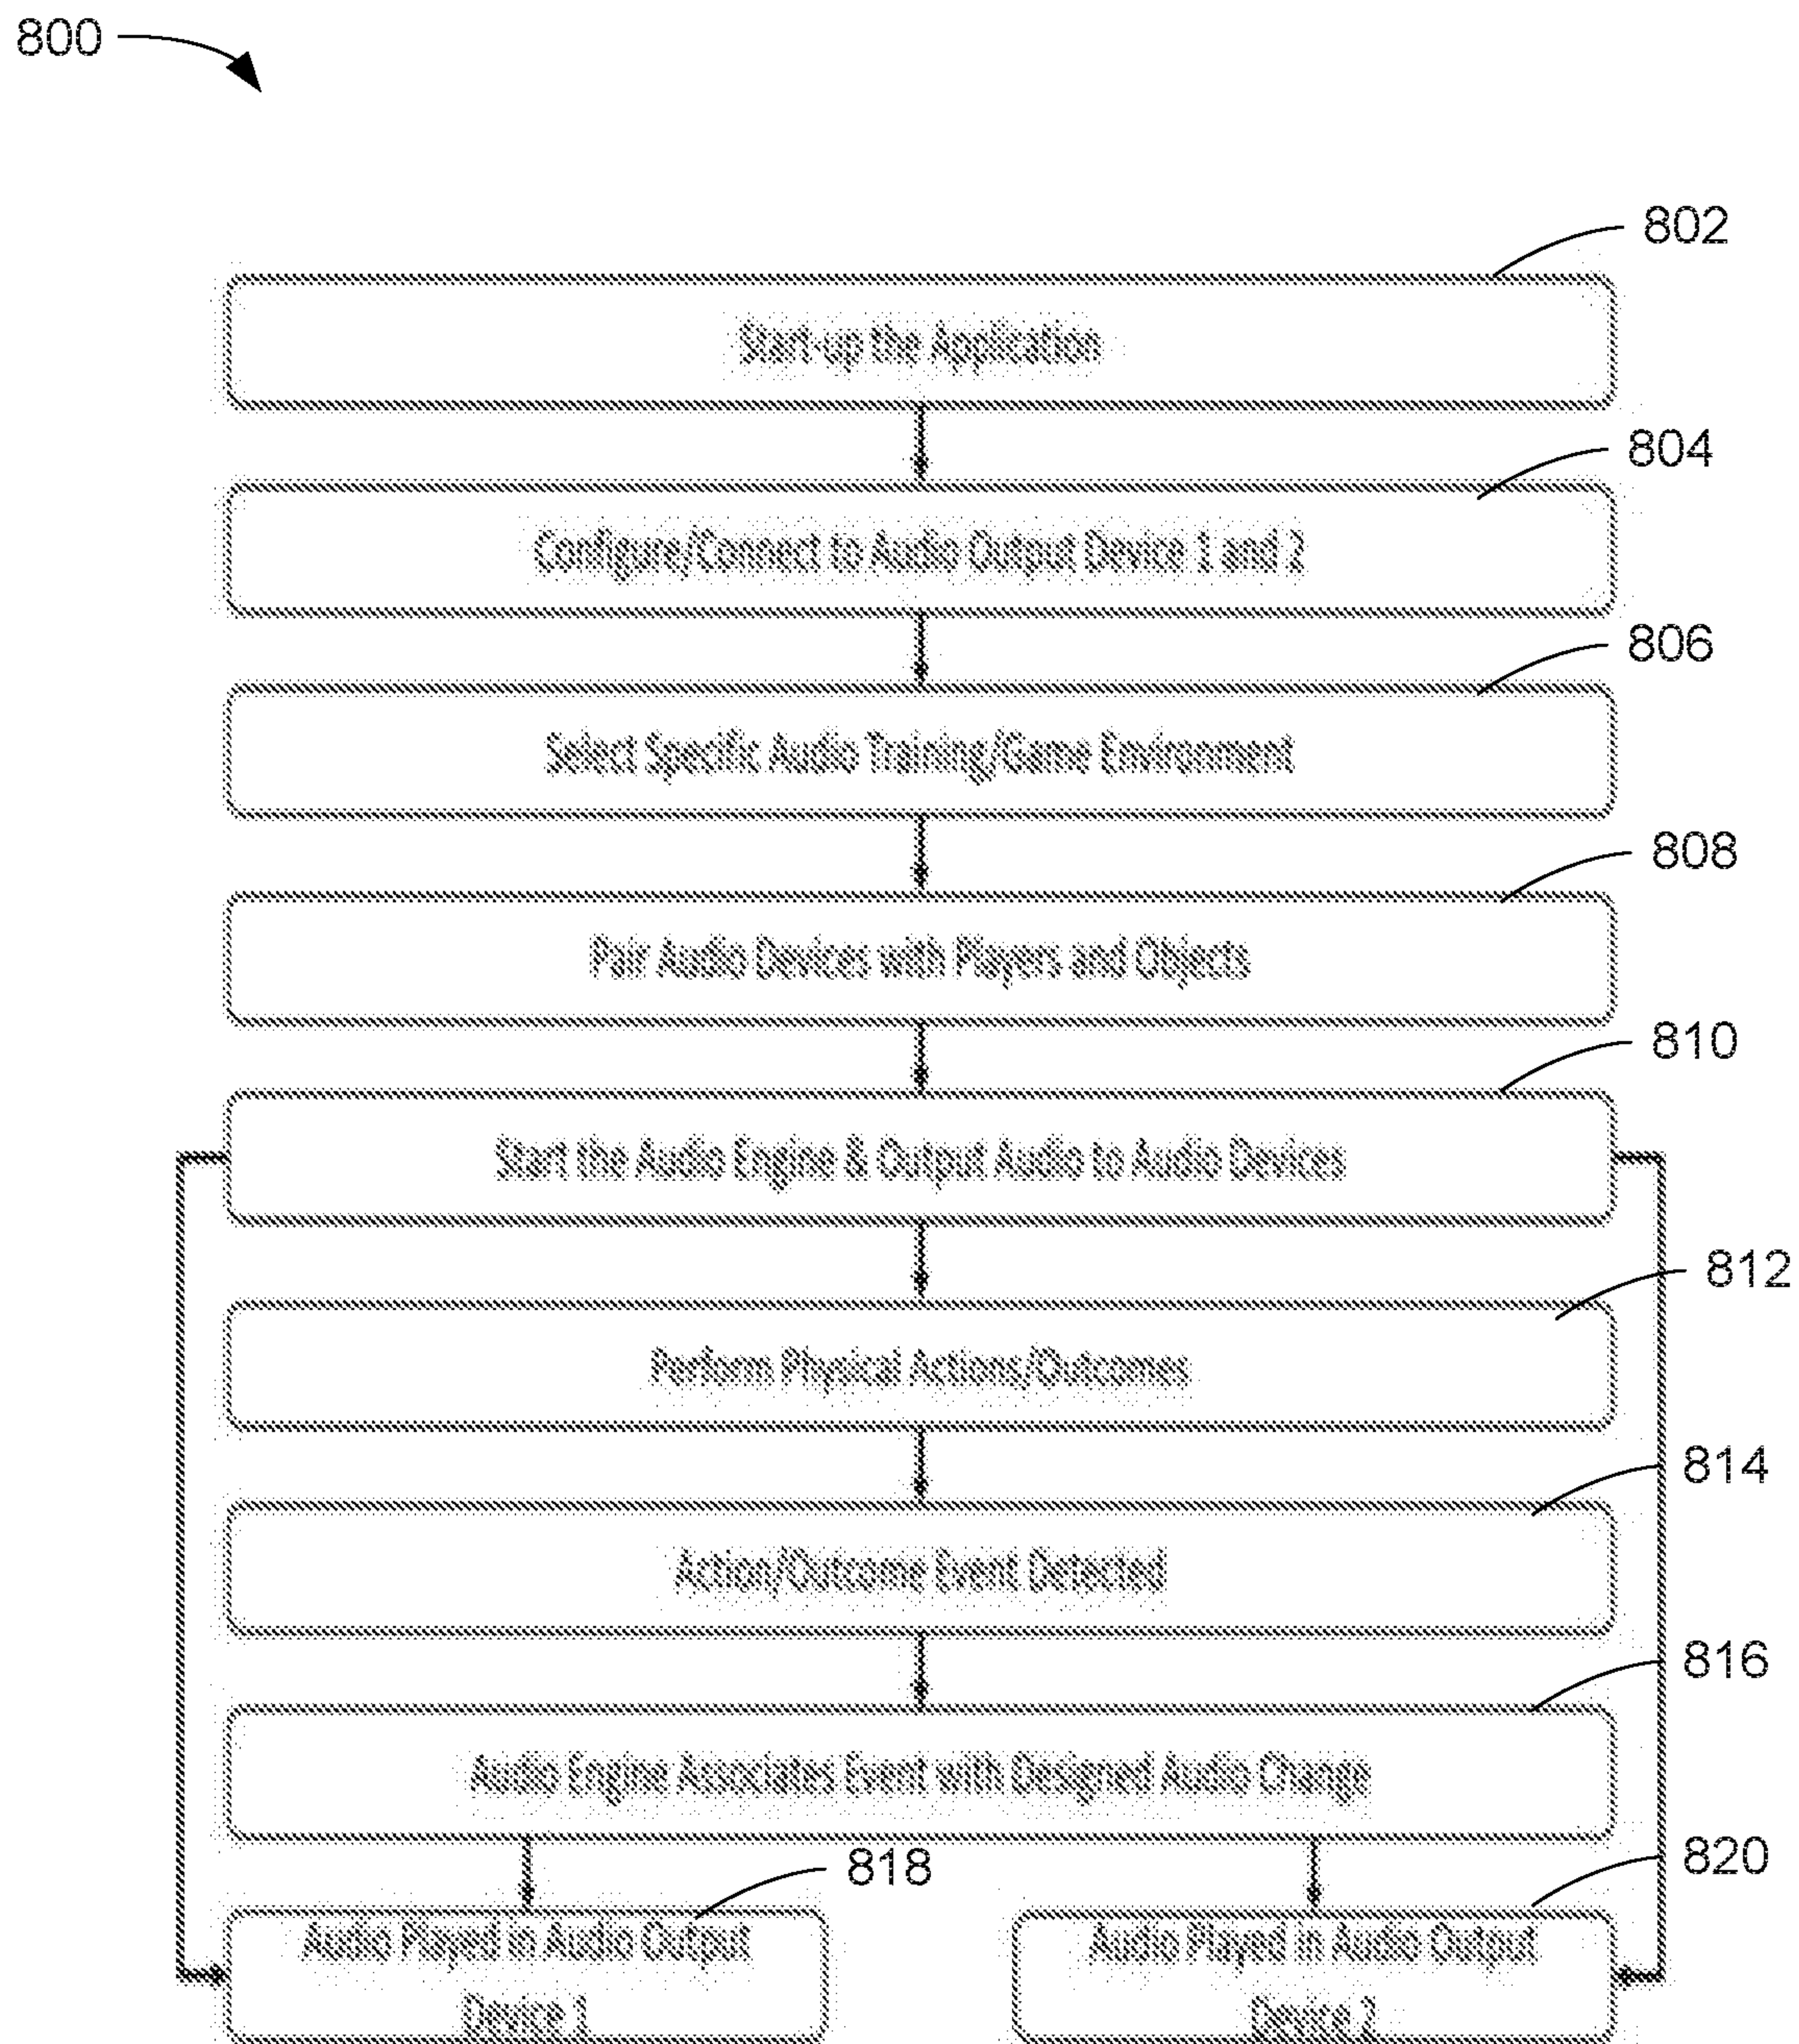 800
802
Start-up the Application
804
Configure/Connect to Audio Output Device 1 and 2
806
Select Specific Audio Training/Game Environment
808
Pair Audio Devices with Players and Objects
810
Start the Audio Engine & Output Audio to Audio Devices
812
Perform Physical Actions/Outcomes
814
Action/Outcome Event Detected
816
Audio Engine Associates Event with Designed Audio Change
818
Audio Played in Audio Output
Device 1
820
Audio Played in Audio Output
Device 2